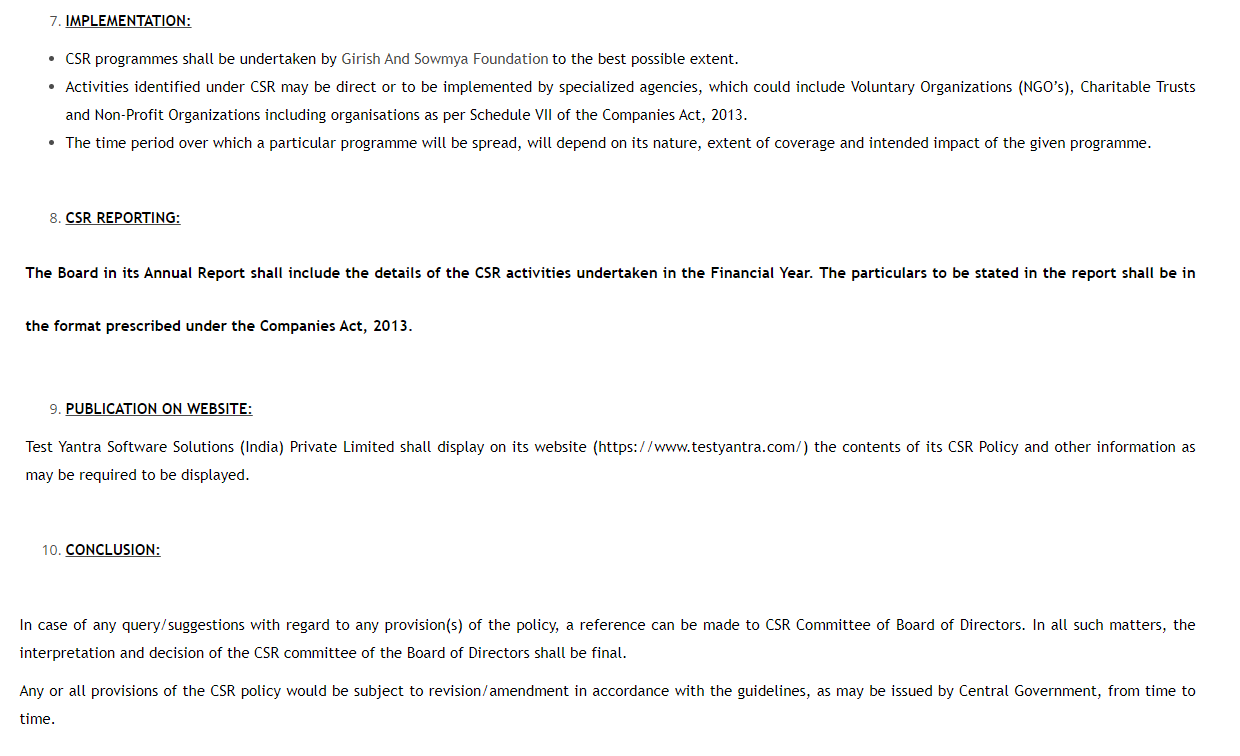 7. IMPLEMENTATION:
• CSR programmes shall be undertaken by Girish And Sowmya Foundation to the best possible extent.
• Activities identified under CSR may be direct or to be implemented by specialized agencies, which could include Voluntary Organizations (NGO’s), Charitable Trusts
and Non-Profit Organizations including organisations as per Schedule VII of the Companies Act, 2013.
• The time period over which a particular programme will be spread, will depend on its nature, extent of coverage and intended impact of the given programme.
8. CSR REPORTING:
The Board in its Annual Report shall include the details of the CSR activities undertaken in the Financial Year. The particulars to be stated in the report shall be in
the format prescribed under the Companies Act, 2013.
9. PUBLICATION ON WEBSITE:
Test Yantra Software Solutions (India) Private Limited shall display on its website (https://www.testyantra.com/) the contents of its CSR Policy and other information as
may be required to be displayed.
10. CONCLUSION:
In case of any query/suggestions with regard to any provision(s) of the policy, a reference can be made to CSR Committee of Board of Directors. In all such matters, the
interpretation and decision of the CSR committee of the Board of Directors shall be final.
Any or all provisions of the CSR policy would be subject to revision/amendment in accordance with the guidelines, as may be issued by Central Government, from time to
time.